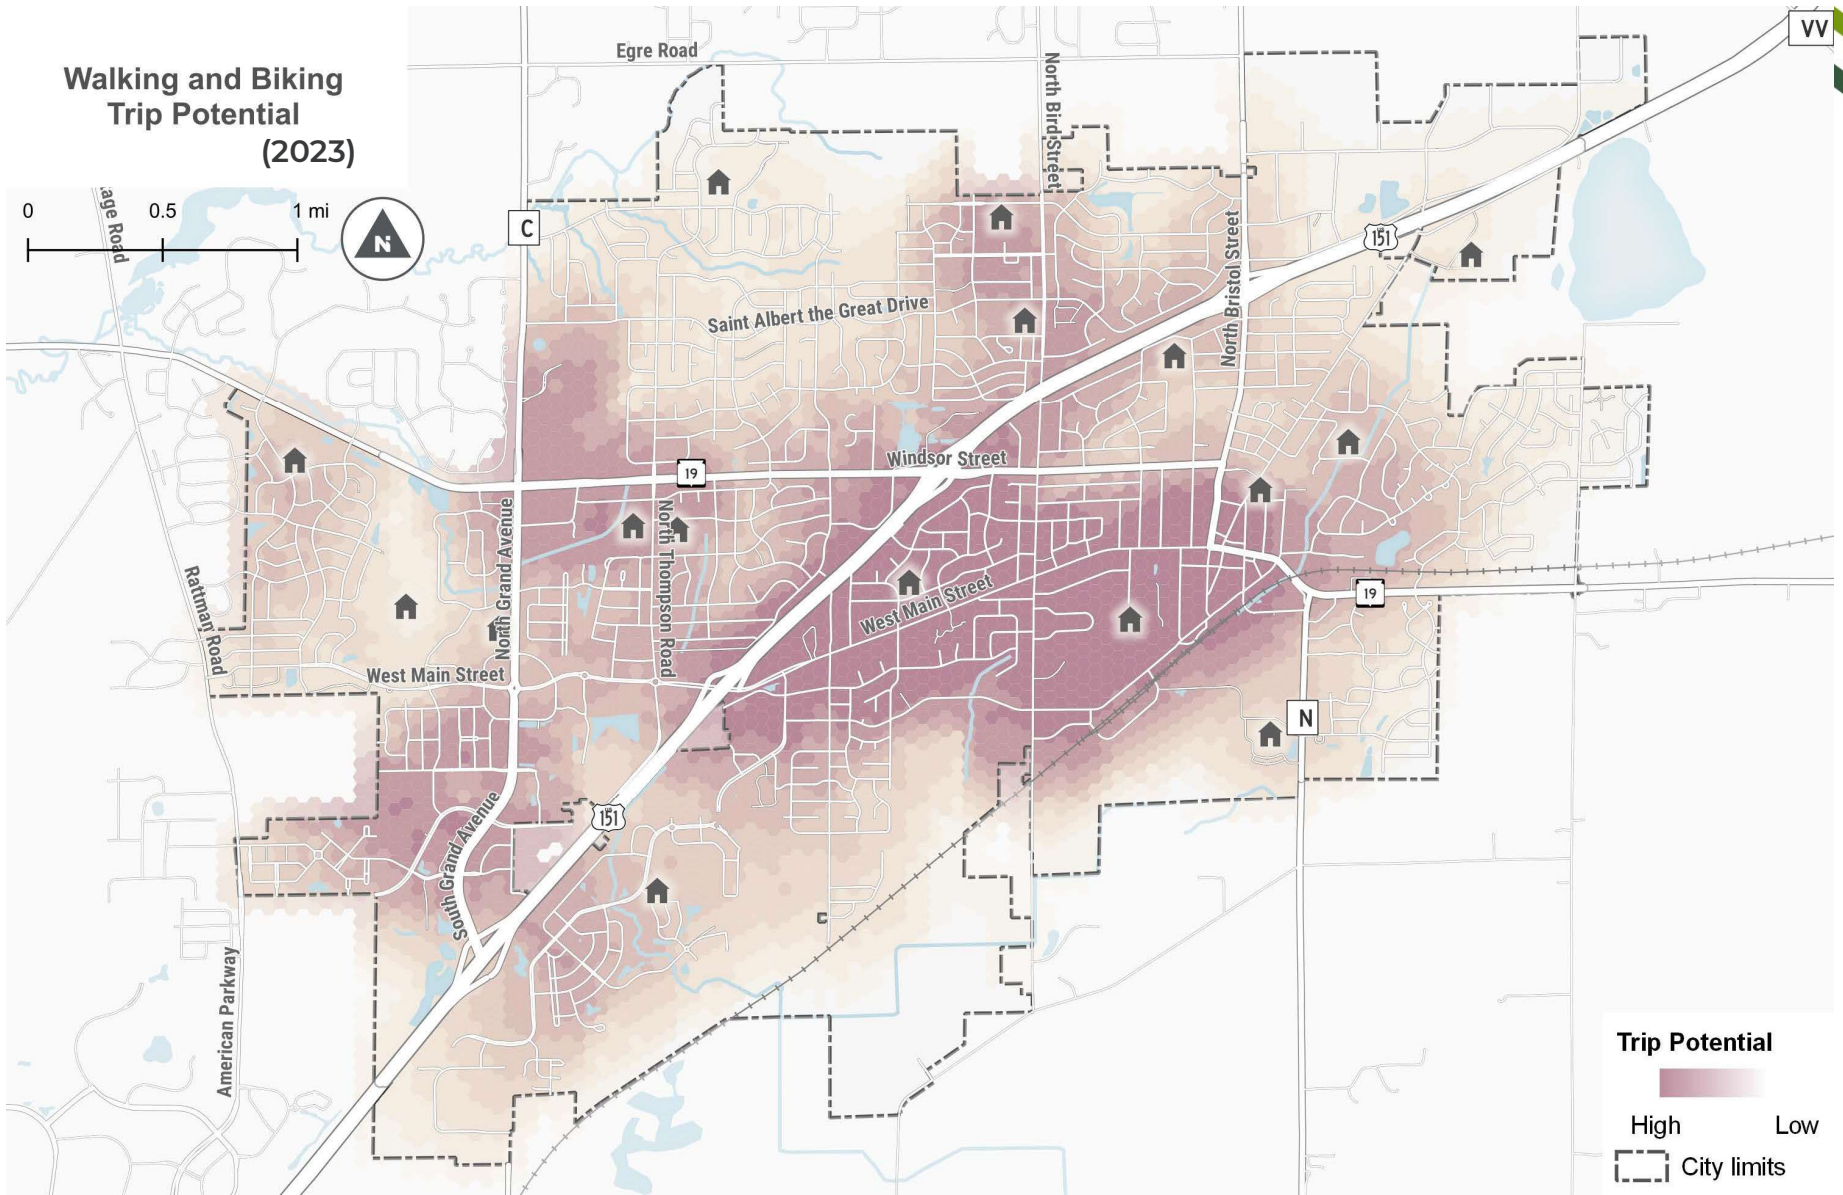 Walking and Biking
Trip Potential
(2023)
0 0.5 1 mi
N
Egre Road
North Bird Street
VV
C
Road
151
North Bristol Street
Saint Albert the Great Drive
19
Windsor Street
North Grand Avenue
North Thompson Road
West Main Street
Rattman Road
19
West Main Street
N
151
South Grand Avenue
American Parkway
Trip Potential
High Low
City limits